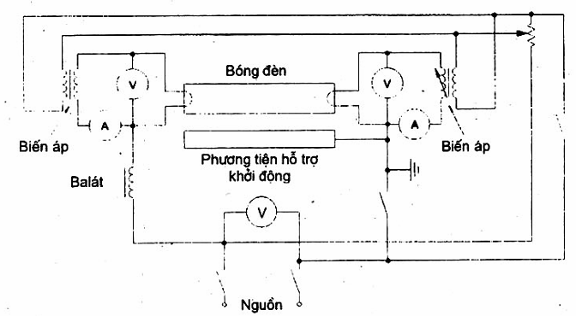 Bóng đèn
V
V
A
A
Biến áp
Biến áp
Phương tiện hỗ trợ
khởi động
Balát
V
Nguồn